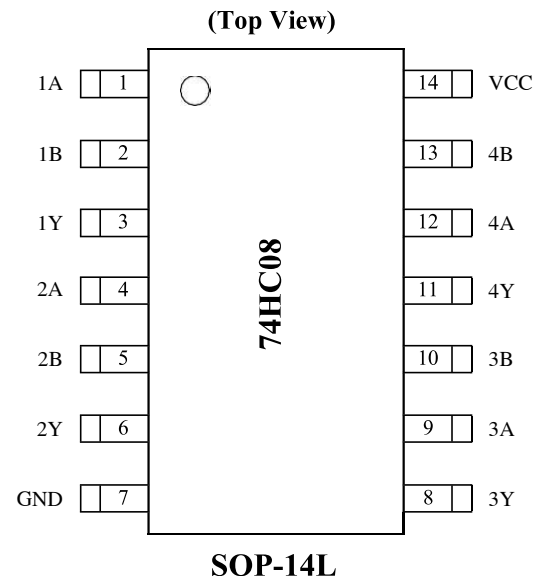 (Top View)
1A 1 14 VCC
1B 2 13 4B
1Y 3 12 4A
2A 4 11 4Y
74HC08
2B 5 10 3B
2Y 6 9 3A
GND 7 8 3Y
SOP-14L